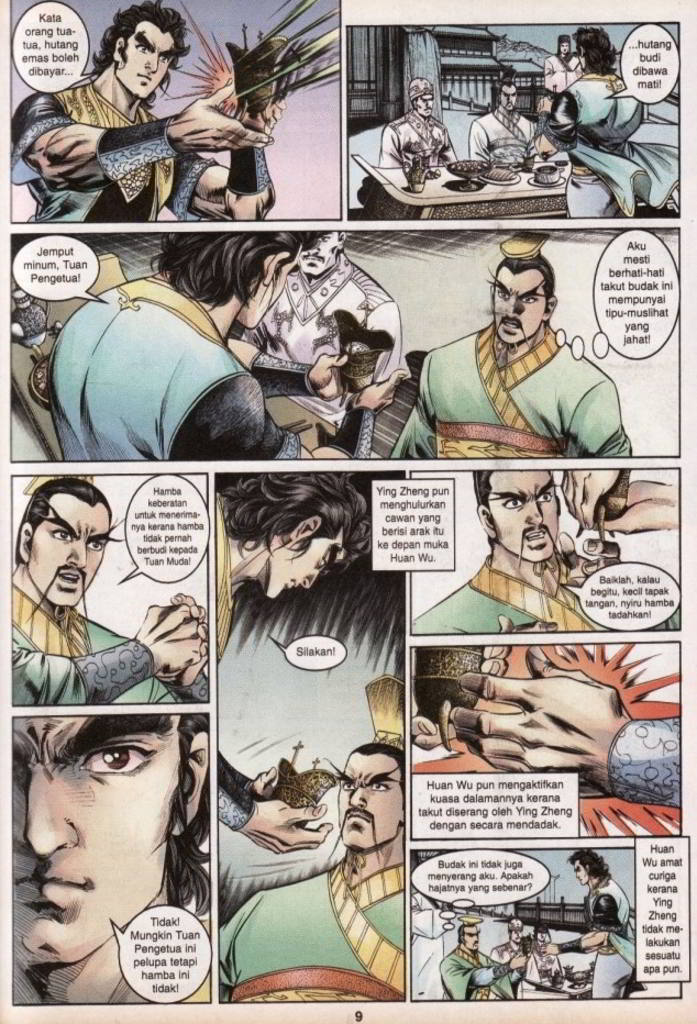 Kata
orang tua-
tua, hutang
emas boleh
dibayar...
...hutang
budi
dibawa
mati!
Jemput
minum, Tuan
Pengetua!
Aku
mesti
berhati-hati
takut budak ini
mempunyai
tipu-muslihat
yang
jahat!
Hamba
keberatan
untuk menerima-
nya kerana hamba
tidak pernah
berbudi kepada
Tuan Muda!
Ying Zheng pun
menghulurkan
cawan yang
berisi arak itu
ke depan muka
Huan Wu.
Silakan!
Baiklah, kalau
begitu, kecil tapak
tangan, nyiru hamba
tadahkan!
Huan Wu pun mengaktifkan
kuasa dalamannya kerana
takut diserang oleh Ying Zheng
dengan secara mendadak.
Tidak!
Mungkin Tuan
Pengetua ini
pelupa tetapi
hamba ini
tidak!
Budak ini tidak juga
menyerang aku. Apakah
hajatnya yang sebenar?
Huan
Wu amat
curiga
kerana
Ying
Zheng
tidak me-
lakukan
sesuatu
apa pun.
9